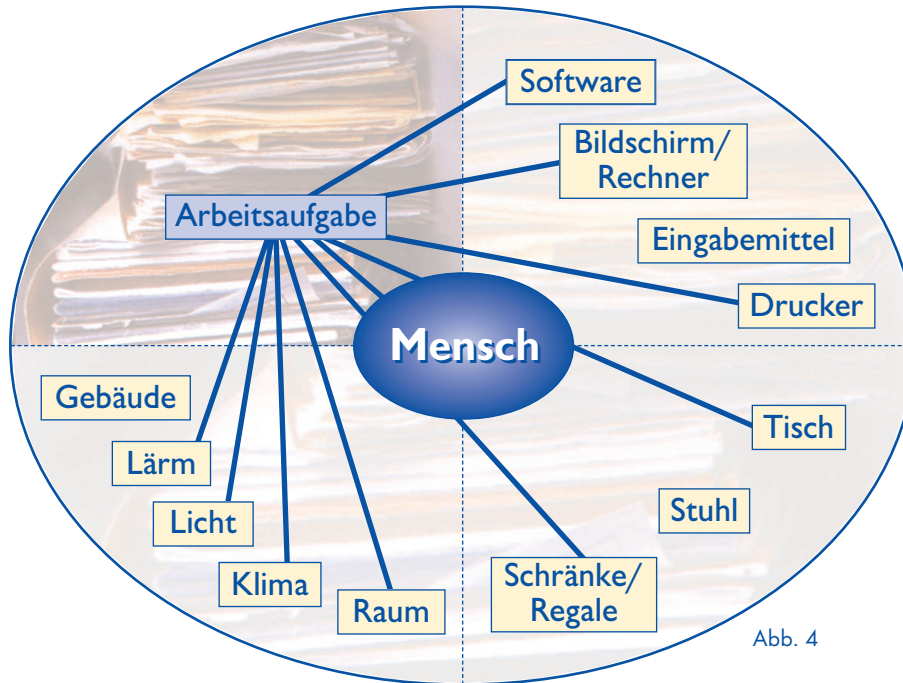 Software
Bildschirm/
Rechner
Arbeitsaufgabe
Eingabemittel
Drucker
Mensch
Gebäude
Tisch
Lärm
Stuhl
Licht
Klima
Schränke/
Regale
Raum
Abb. 4